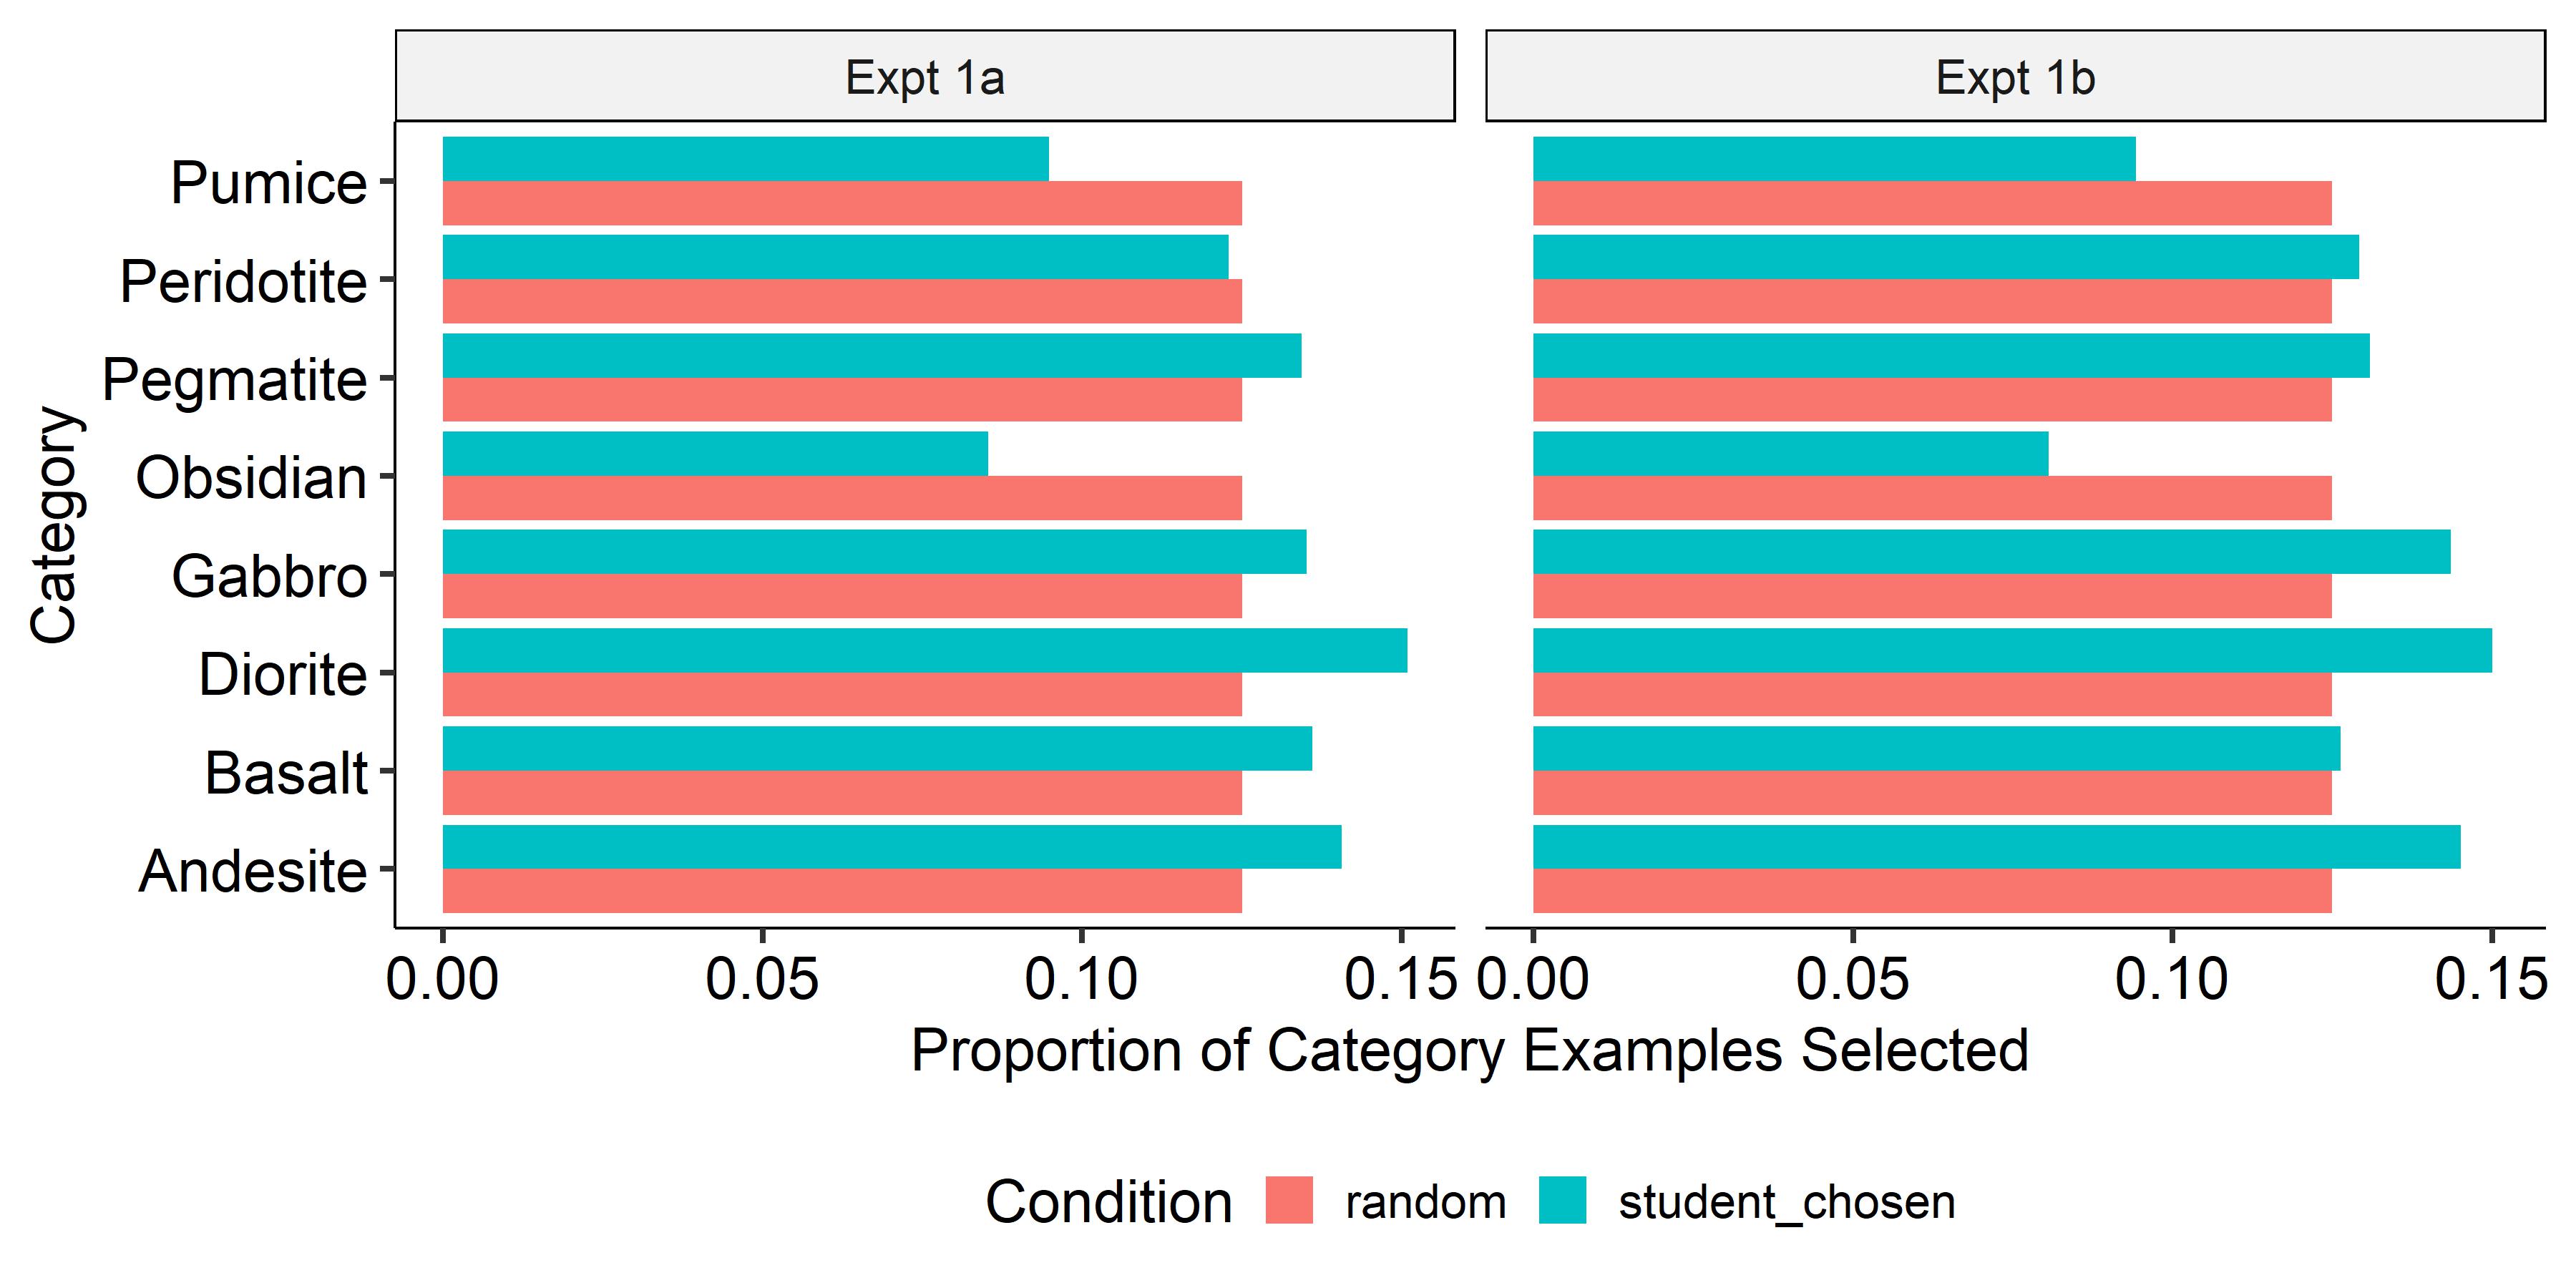 Expt 1a
Expt 1b
Category
Pumice
Peridotite
Pegmatite
Obsidian
Gabbro
Diorite
Basalt
Andesite
0.00 0.05 0.10 0.15 0.00 0.05 0.10 0.15
Proportion of Category Examples Selected
Condition random student_chosen